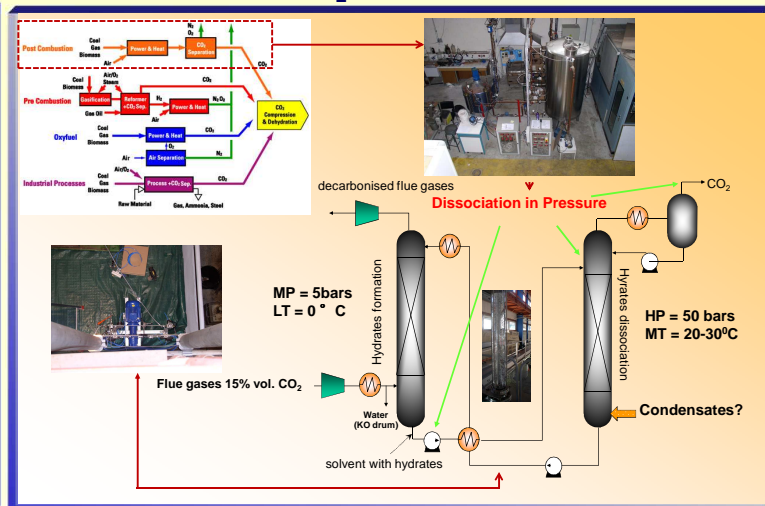 N₂
O₂
Post Combustion
Coal
Gas
Biomass
Air
Power & Heat
CO₂
Separation
CO₂
Pre Combustion
Coal
Biomass
Air/O₂
Steam
Gasification
Gas Oil
Reformer
+CO₂ Sep.
H₂
Air
Power & Heat
N₂ O₂
CO₂
CO₂
Compression
& Dehydration
Oxyfuel
Coal
Gas
Biomass
Power & Heat
CO₂
O₂
Air
Air Separation
N₂
Industrial Processes
Coal
Gas
Biomass
Air/O₂
Process +CO₂ Sep.
CO₂
Raw Material
Gas, Ammonia, Steel
decarbonised flue gases
Dissociation in Pressure
CO₂
MP = 5bars
LT = 0 ° C
Hydrates formation
Hyrates dissociation
HP = 50 bars
MT = 20-30⁰C
Flue gases 15% vol. CO₂
Water
(KO drum)
Condensates?
solvent with hydrates